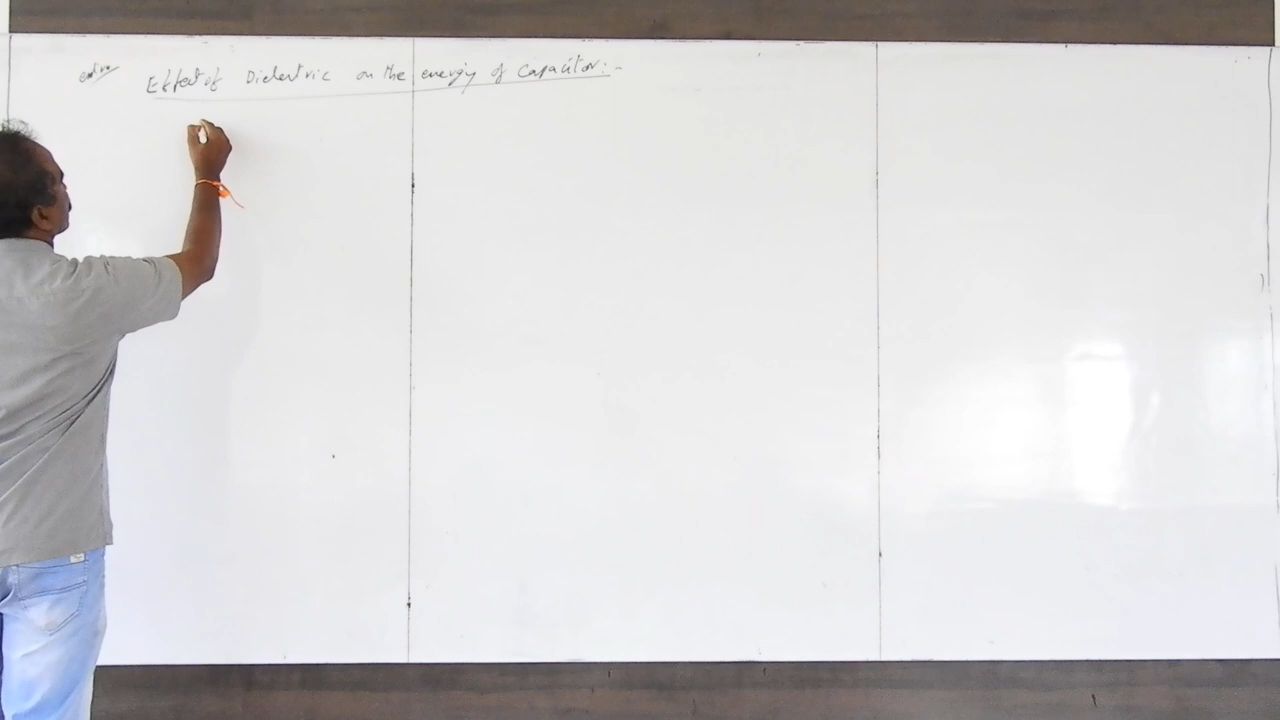 Effect of Dielectric on the energy of Capacitor:-